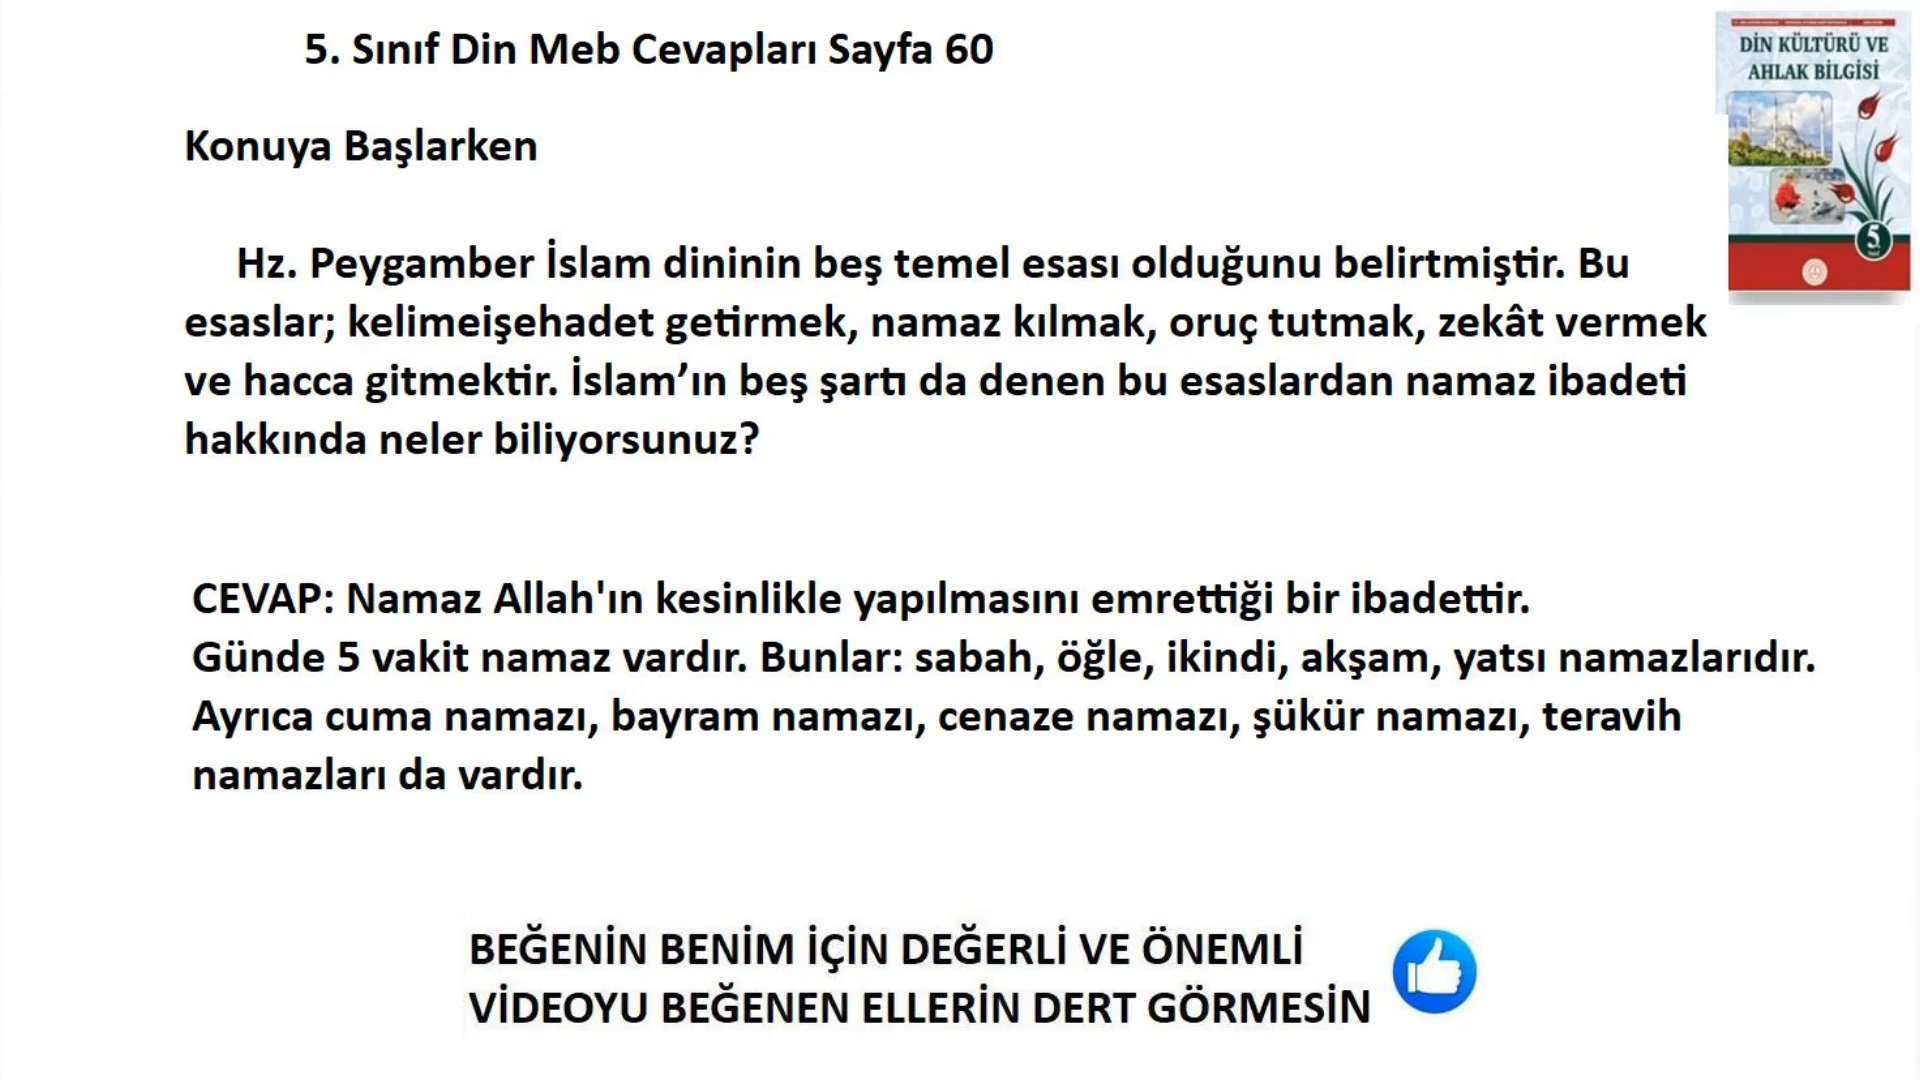 5. Sınıf Din Meb Cevapları Sayfa 60
DİN KÜLTÜRÜ VE
AHLAK BİLGİSİ
5.
Konuya Başlarken
Hz. Peygamber İslam dininin beş temel esası olduğunu belirtmiştir. Bu
esaslar; kelimeişehadet getirmek, namaz kılmak, oruç tutmak, zekât vermek
ve hacca gitmektir. İslam’ın beş şartı da denen bu esaslardan namaz ibadeti
hakkında neler biliyorsunuz?
CEVAP: Namaz Allah'ın kesinlikle yapılmasını emrettiği bir ibadettir.
Günde 5 vakit namaz vardır. Bunlar: sabah, öğle, ikindi, akşam, yatsı namazlarıdır.
Ayrıca cuma namazı, bayram namazı, cenaze namazı, şükür namazı, teravih
namazları da vardır.
BEĞENİN BENİM İÇİN DEĞERLİ VE ÖNEMLİ
VİDEOYU BEĞENEN ELLERİN DERT GÖRMESİN